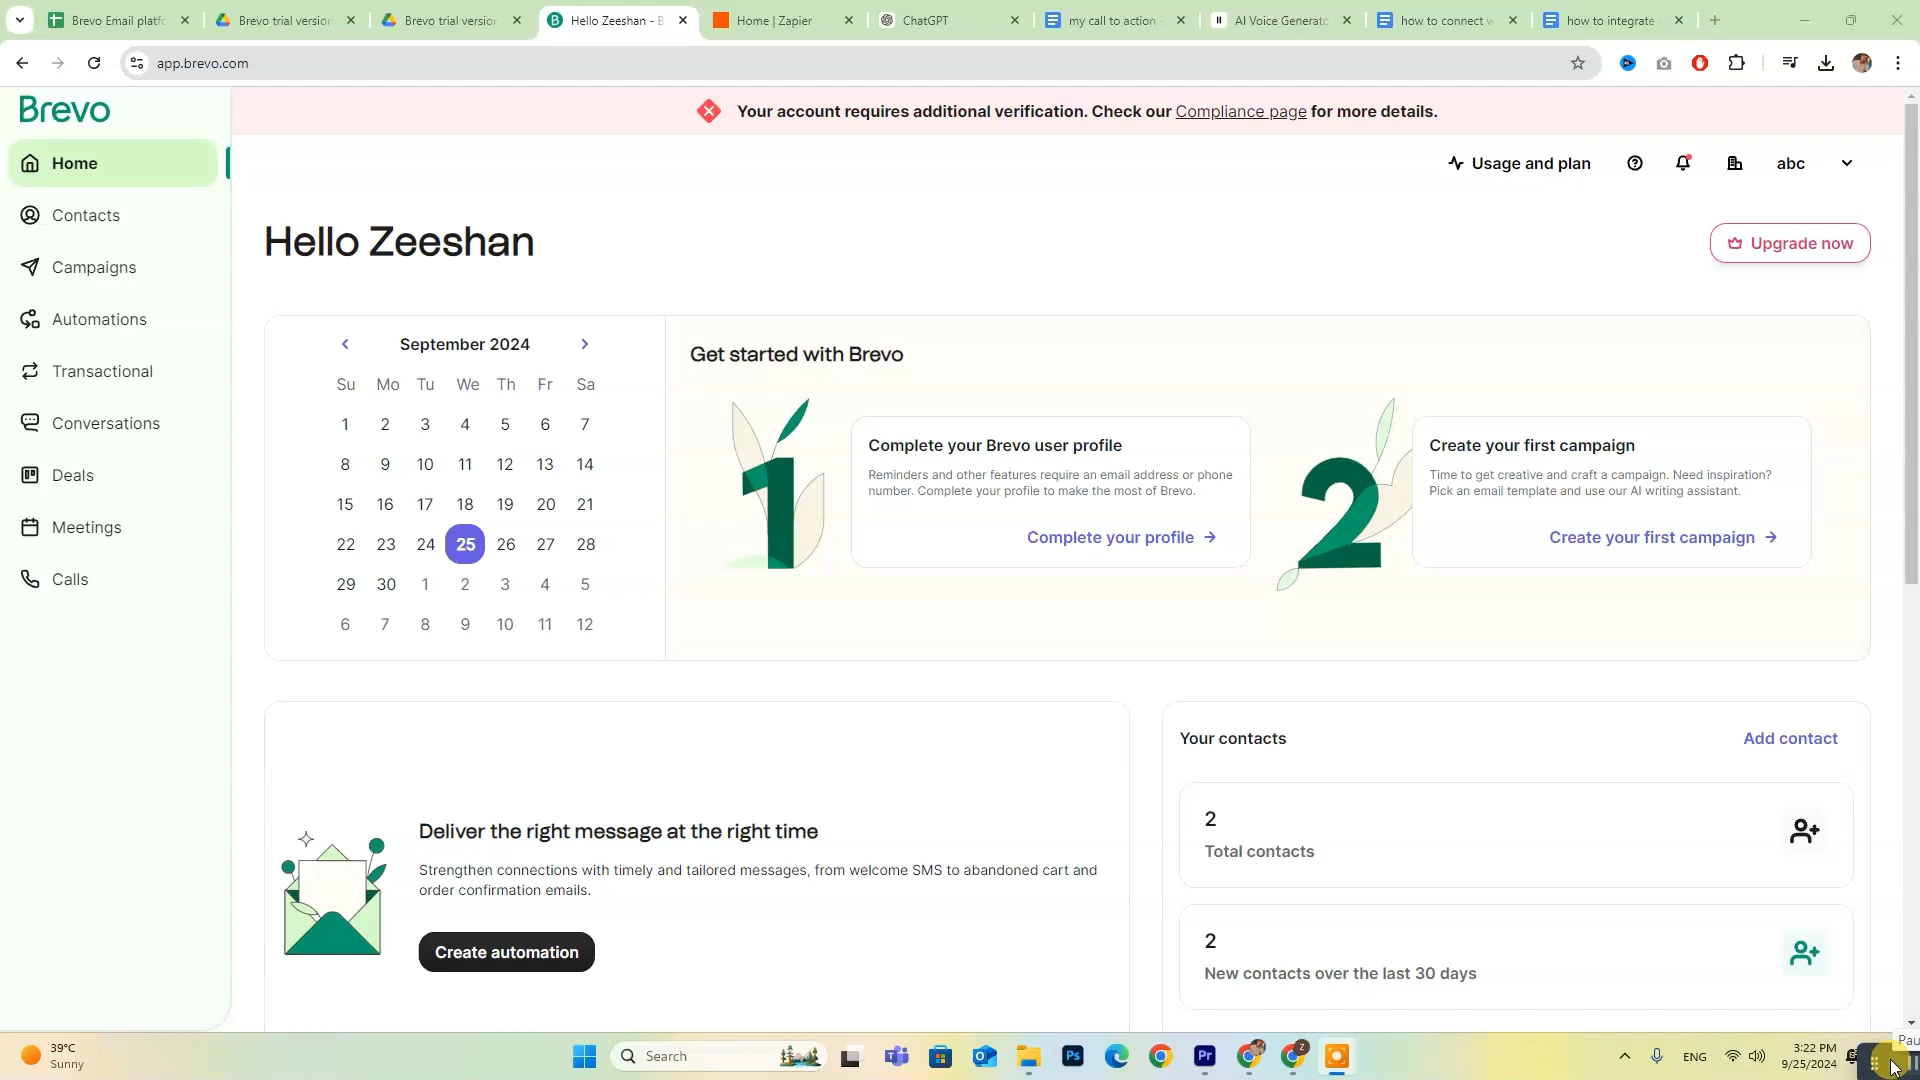 Brevo Email platfo
Brevo trial version
Brevo trial version
Hello Zeeshan - B
Home | Zapier
ChatGPT
my call to action -
AI Voice Generato
how to connect w
how to integrate
app.brevo.com
Brevo
Your account requires additional verification. Check our Compliance page for more details.
Home
Contacts
Campaigns
Automations
Transactional
Conversations
Deals
Meetings
Calls
Usage and plan
abc
Hello Zeeshan
Upgrade now
September 2024
Su Mo Tu We Th Fr Sa
1 2 3 4 5 6 7
8 9 10 11 12 13 14
15 16 17 18 19 20 21
22 23 24 25 26 27 28
29 30 1 2 3 4 5
6 7 8 9 10 11 12
Get started with Brevo
1
Complete your Brevo user profile
Reminders and other features require an email address or phone
number. Complete your profile to make the most of Brevo.
Complete your profile
2
Create your first campaign
Time to get creative and craft a campaign. Need inspiration?
Pick an email template and use our AI writing assistant.
Create your first campaign
Deliver the right message at the right time
Strengthen connections with timely and tailored messages, from welcome SMS to abandoned cart and
order confirmation emails.
Create automation
Your contacts
Add contact
2
Total contacts
2
New contacts over the last 30 days
39°C
Sunny
Search
Ps
Pr
Z
ENG
3:22 PM
9/25/2024
Pau